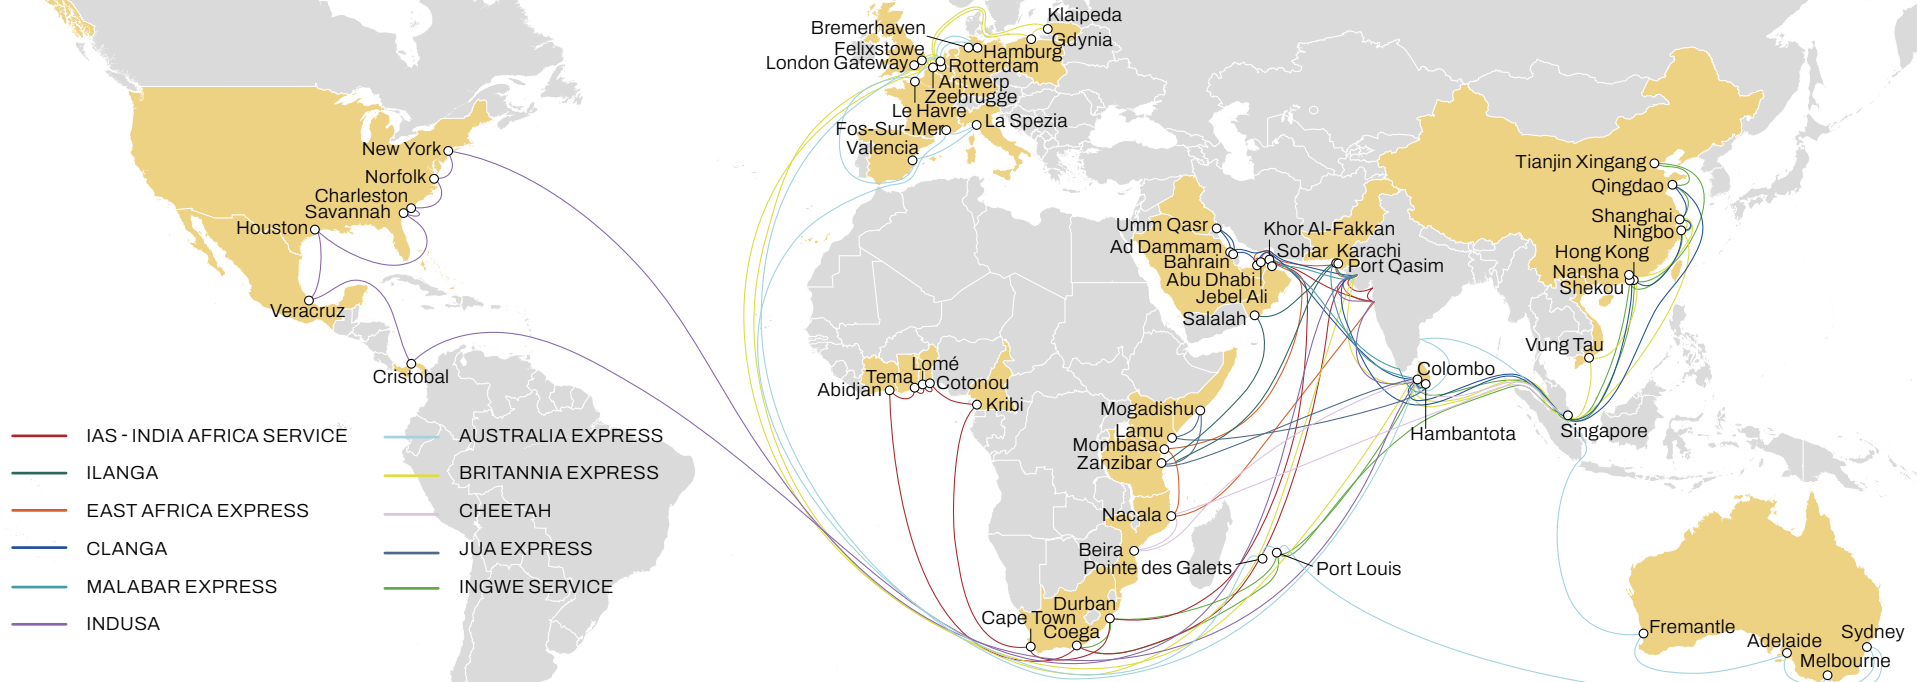 Klaipeda
Bremerhaven
Gdynia
Felixstowe
Hamburg
London Gateway
Rotterdam
Antwerp
Zeebrugge
Le Havre
La Spezia
Fos-Sur-Mer
Valencia
New York
Norfolk
Charleston
Savannah
Houston
Veracruz
Cristobal
Tianjin Xingang
Qingdao
Shanghai
Ningbo
Hong Kong
Nansha
Shekou
Vung Tau
Umm Qasr
Khor Al-Fakkan
Ad Dammam
Sohar
Karachi
Bahrain
Port Qasim
Abu Dhabi
Jebel Ali
Salalah
Lomé
Tema
Cotonou
Abidjan
Kribi
Colombo
Hambantota
Singapore
Mogadishu
Lamu
Mombasa
Zanzibar
Nacala
Beira
Pointe des Galets
Port Louis
Durban
Cape Town
Coega
Fremantle
Adelaide
Sydney
Melbourne
IAS - INDIA AFRICA SERVICE
ILANGA
EAST AFRICA EXPRESS
CLANGA
MALABAR EXPRESS
INDUSA
AUSTRALIA EXPRESS
BRITANNIA EXPRESS
CHEETAH
JUA EXPRESS
INGWE SERVICE